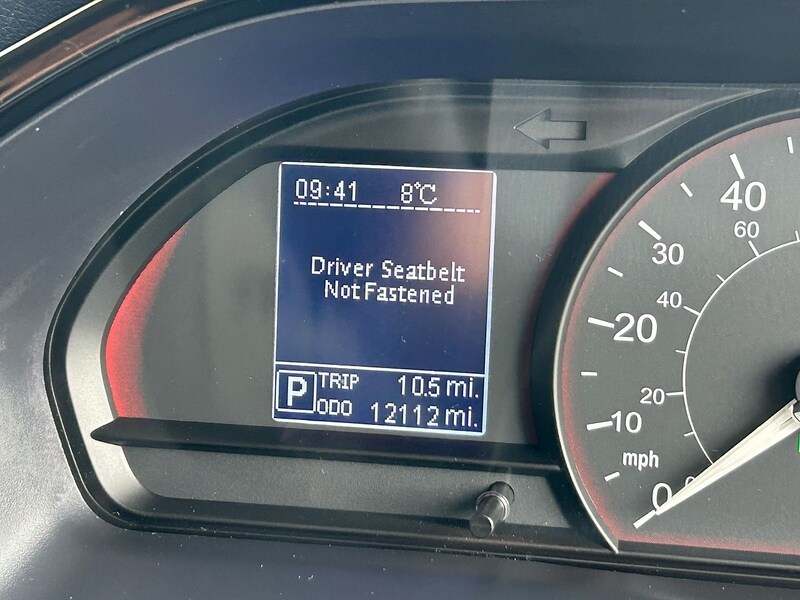 09:41 8°C
Driver Seatbelt
Not Fastened
P
TRIP 10.5 mi.
ODO 12112 mi.
40
30
20
10
0
mph
60
40
20